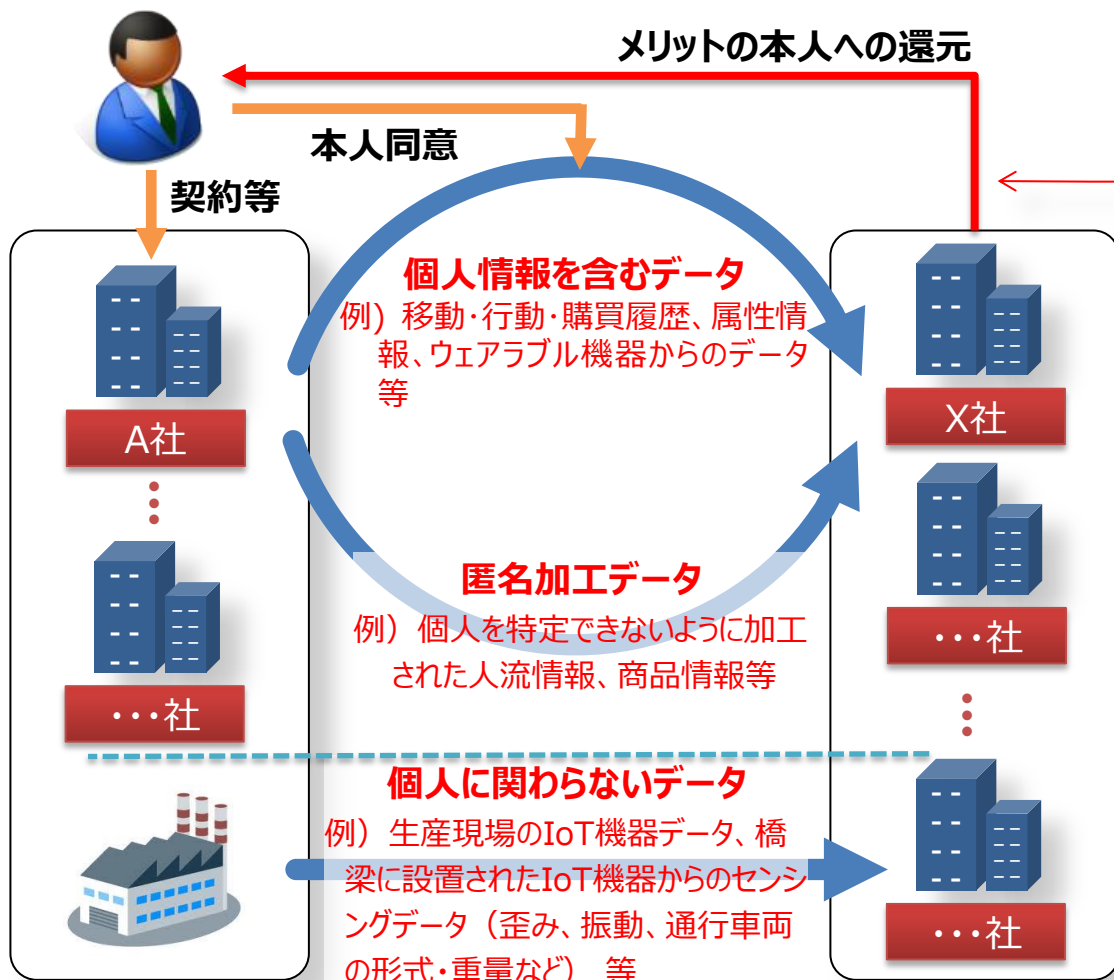 メリットの本人への還元
本人同意
契約等
個人情報を含むデータ
例）移動・行動・購買履歴、属性情
報、ウェアラブル機器からのデータ
等
A社
X社
匿名加工データ
例）個人を特定できないように加工
された人流情報、商品情報等
・・・社
・・・社
個人に関わらないデータ
例）生産現場のIoT機器データ、橋
梁に設置されたIoT機器からのセンシ
ングデータ（歪み、振動、通行車両
の形式・重量など） 等
・・・社